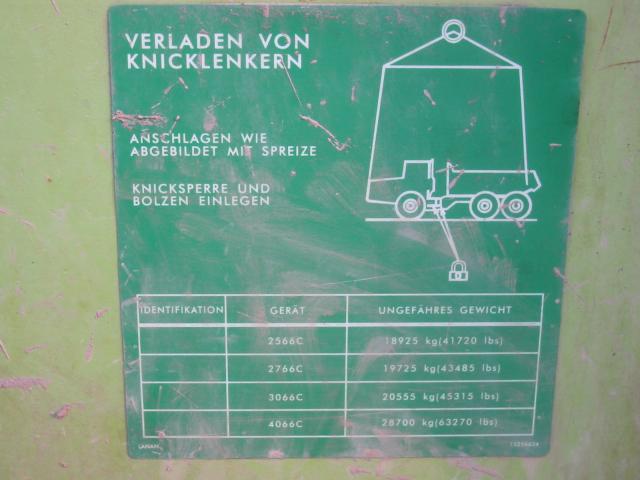 VERLADEN VON
KNICKLENKERN
ANSCHLAGEN WIE
ABGEBILDET MIT SPREIZE
KNICKSPERRE UND
BOLZEN EINLEGEN
IDENTIFIKATION GERÄT UNGEFÄHRES GEWICHT
2566C 18925 kg(41720 lbs)
2766C 19725 kg(43485 lbs)
3066C 20555 kg(45315 lbs)
4066C 28700 kg(63270 lbs)